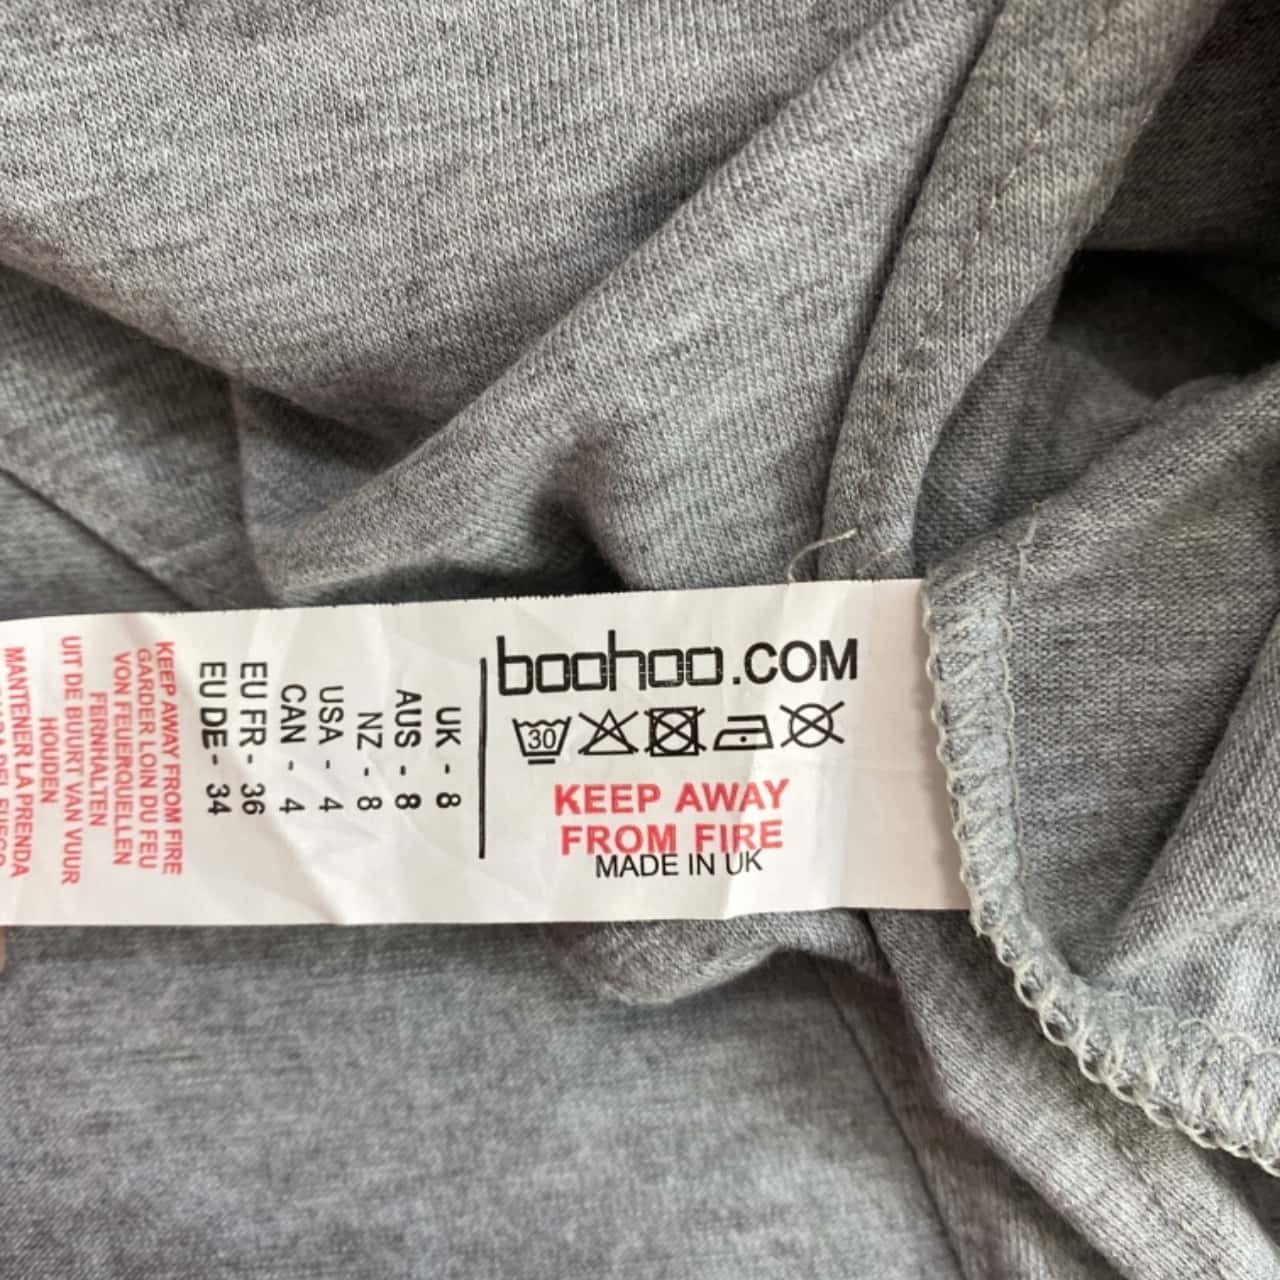 boohoo.COM
30
KEEP AWAY
FROM FIRE
MADE IN UK
UK - 8
AUS - 8
NZ - 8
USA - 4
CAN - 4
EU FR - 36
EU DE - 34
KEEP AWAY FROM FIRE
GARDER LOIN DU FEU
VON FEUERQUELLEN
FERNHALTEN
UIT DE BUURT VAN VUUR
HOUDEN
MANTENER LA PRENDA